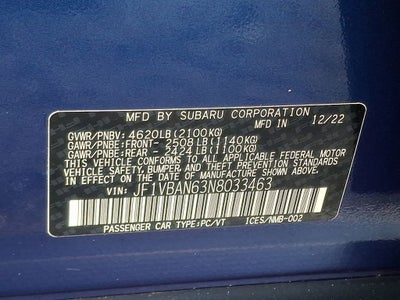 MFD BY SUBARU CORPORATION 12/22
GVWR/PNBV: 4620LB(2100KG)
GAWR/PNBE: FRONT- 2508LB(1140KG)
GAWR/PNBE: REAR- 2424LB(1100KG)
THIS VEHICLE CONFORMS TO ALL APPLICABLE FEDERAL MOTOR
VEHICLE SAFETY, BUMPER, AND THEFT PREVENTION STANDARDS
IN EFFECT ON THE DATE OF MANUFACTURE SHOWN ABOVE.
VIN: JF1VBAN63N8033463
PASSENGER CAR TYPE:PC/VT ICES/NMB-002